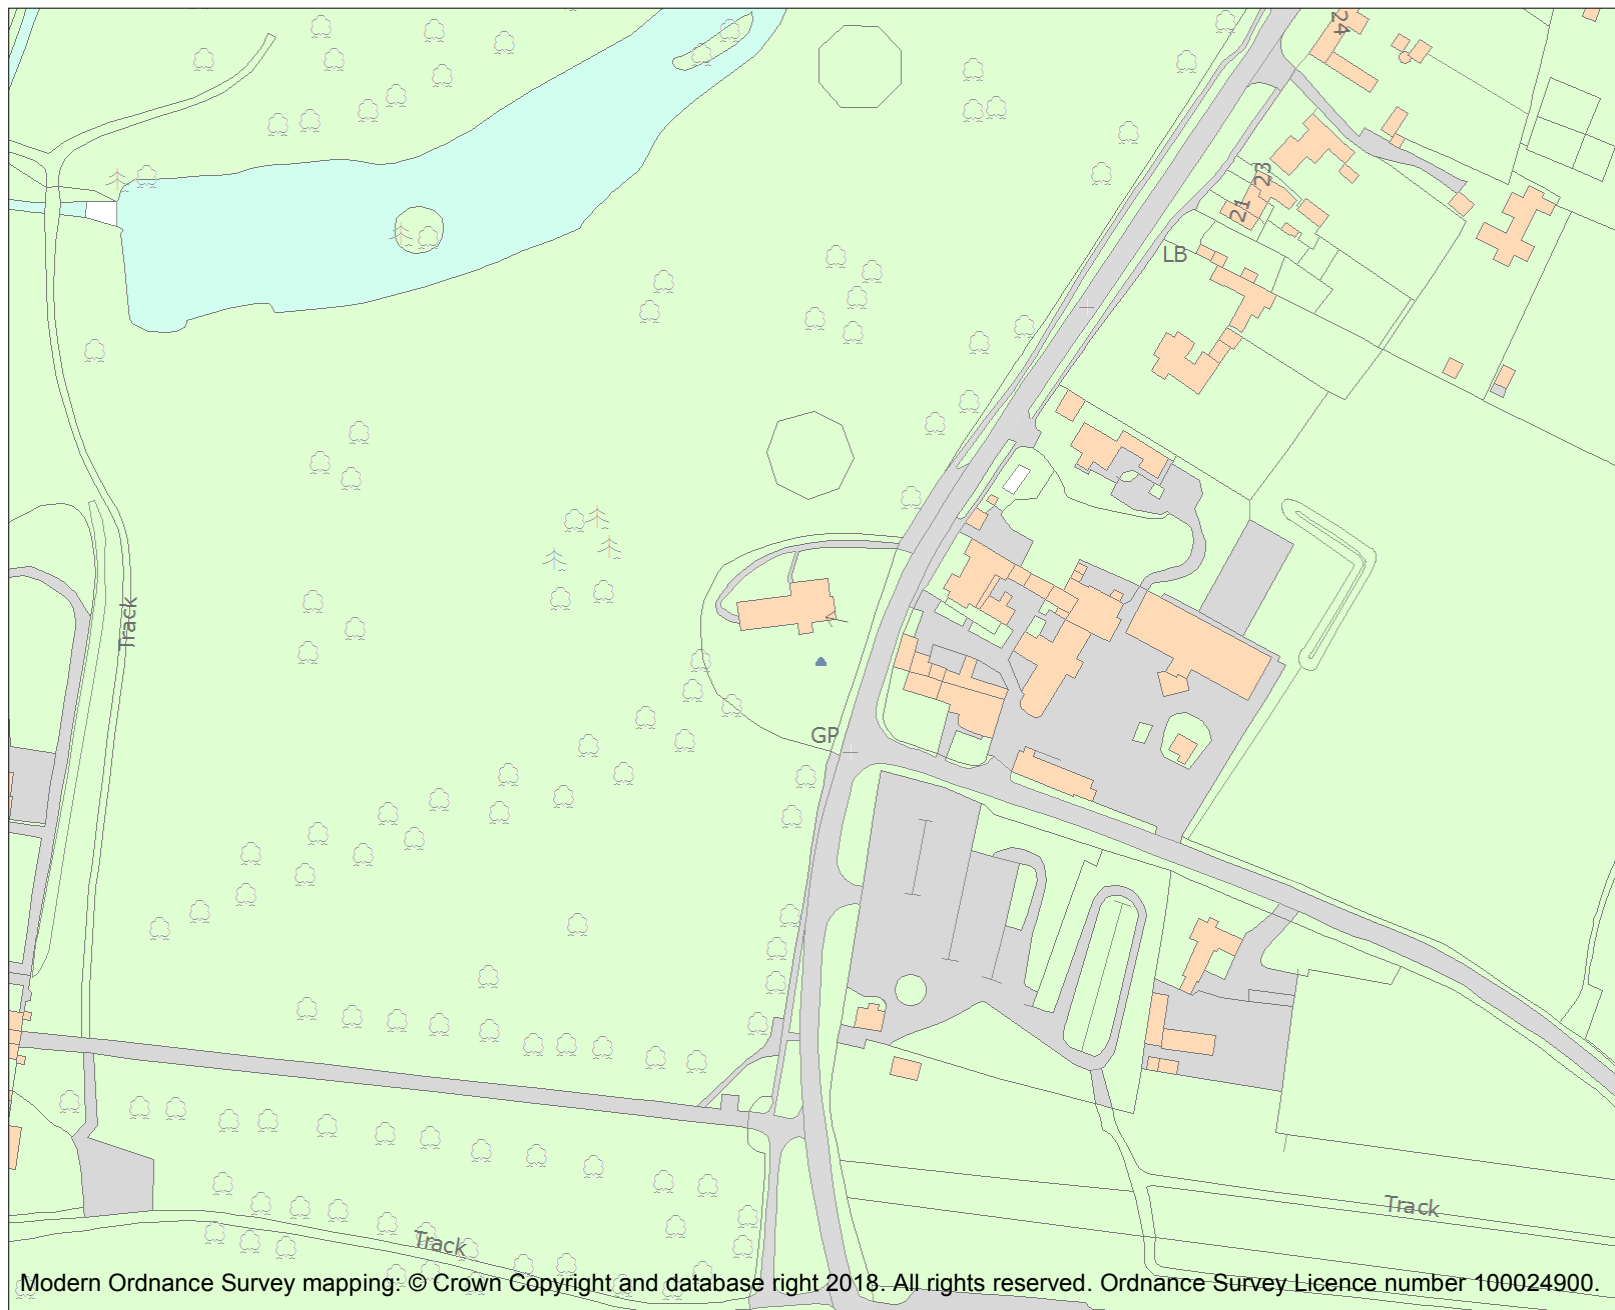 24
23
21
LB
Track
GP
Track
Track
Modern Ordnance Survey mapping: © Crown Copyright and database right 2018. All rights reserved. Ordnance Survey Licence number 100024900.